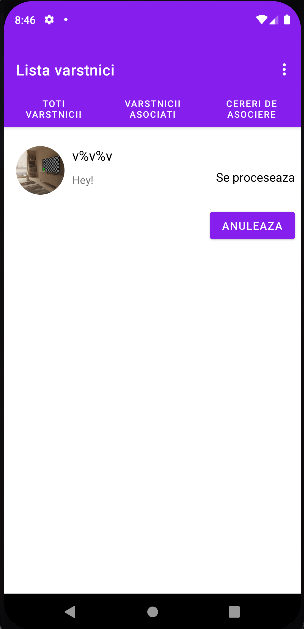 8:46
Lista varstnici
TOTI
VARSTNICII
VARSTNICII
ASOCIATI
CERERI DE
ASOCIERE
v%v%v
Hey!
Se proceseaza
ANULEAZA